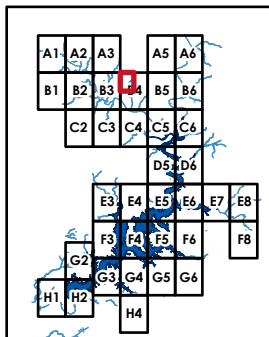 A1 A2 A3 A5 A6
B1 B2 B3 B4 B5 B6
C2 C3 C4 C5 C6
D5 D6
E3 E4 E5 E6 E7 E8
F3 F4 F5 F6 F8
G2
G3 G4 G5 G6
H1 H2
H4